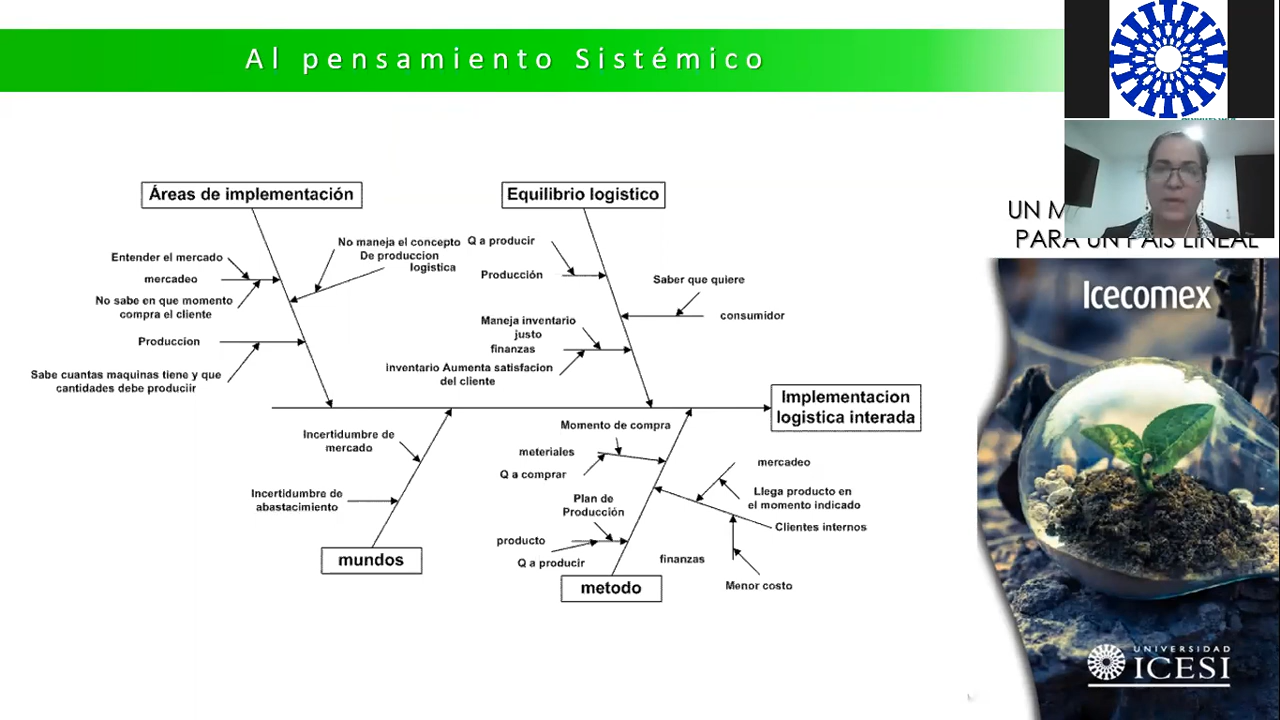 Al pensamiento Sistémico
UN
PARA UN PAÍS LINEAL
Áreas de implementación
Equilibrio logistico
Entender el mercado
mercadeo
No sabe en que momento
compra el cliente
Produccion
Sabe cuantas maquinas tiene y que
cantidades debe produciir
No maneja el concepto
De produccion
logistica
Q a producir
Producción
Saber que quiere
consumidor
Maneja inventario
justo
finanzas
inventario Aumenta satisfacion
del cliente
Implementacion
logistica interada
Incertidumbre de
mercado
Incertidumbre de
abastacimiento
mundos
Momento de compra
meteriales
Q a comprar
Plan de
Producción
producto
Q a producir
metodo
mercadeo
Llega producto en
el momento indicado
Clientes internos
finanzas
Menor costo
Icecomex
UNIVERSIDAD
ICESI